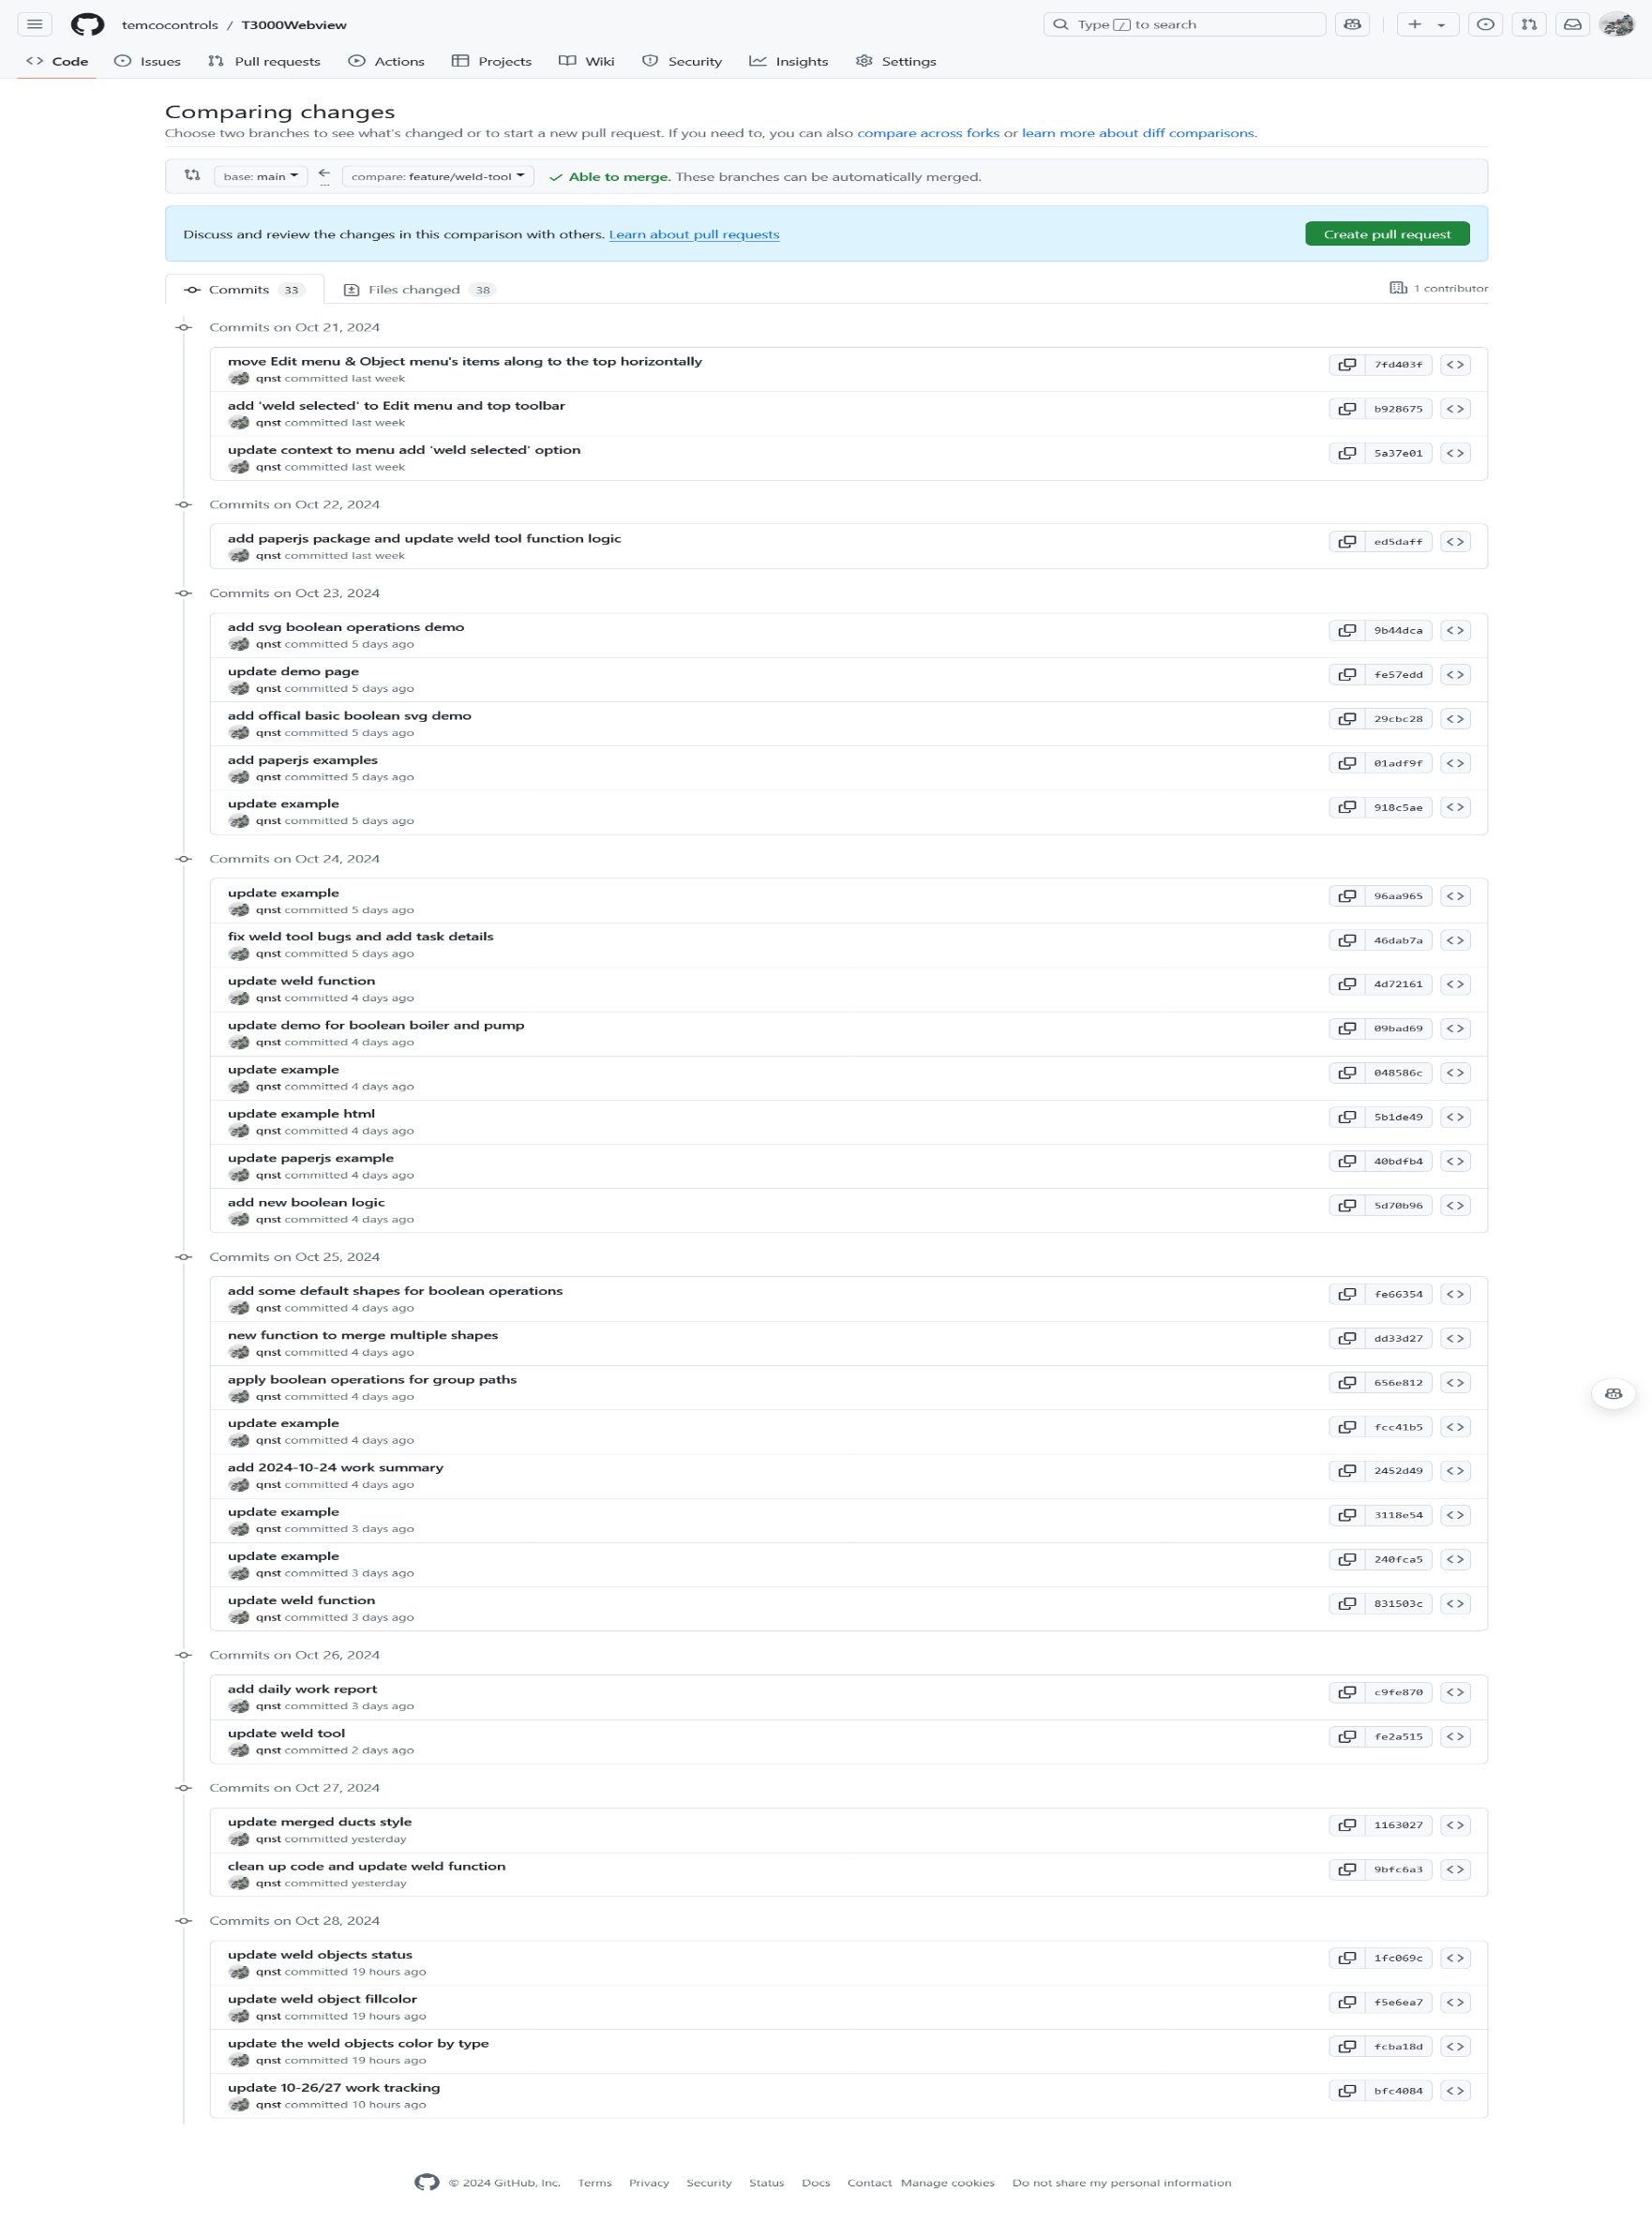 temcocontrols / T3000Webview
Type / to search
Code Issues Pull requests Actions Projects Wiki Security Insights Settings
Comparing changes
Choose two branches to see what's changed or to start a new pull request. If you need to, you can also compare across forks or learn more about diff comparisons.
base: main ... compare: feature/weld-tool Able to merge. These branches can be automatically merged.
Discuss and review the changes in this comparison with others. Learn about pull requests Create pull request
Commits 33 Files changed 38 1 contributor
Commits on Oct 21, 2024
move Edit menu & Object menu's items along to the top horizontally 7fd403f
qnst committed last week
add 'weld selected' to Edit menu and top toolbar b928675
qnst committed last week
update context to menu add 'weld selected' option 5a37e01
qnst committed last week
Commits on Oct 22, 2024
add paperjs package and update weld tool function logic ed5daff
qnst committed last week
Commits on Oct 23, 2024
add svg boolean operations demo 9b44dca
qnst committed 5 days ago
update demo page fe57edd
qnst committed 5 days ago
add offical basic boolean svg demo 29cbc28
qnst committed 5 days ago
add paperjs examples 01adf9f
qnst committed 5 days ago
update example 918c5ae
qnst committed 5 days ago
Commits on Oct 24, 2024
update example 96aa965
qnst committed 5 days ago
fix weld tool bugs and add task details 46dab7a
qnst committed 5 days ago
update weld function 4d72161
qnst committed 4 days ago
update demo for boolean boiler and pump 09bad69
qnst committed 4 days ago
update example 048586c
qnst committed 4 days ago
update example html 5b1de49
qnst committed 4 days ago
update paperjs example 40bdfb4
qnst committed 4 days ago
add new boolean logic 5d70b96
qnst committed 4 days ago
Commits on Oct 25, 2024
add some default shapes for boolean operations fe66354
qnst committed 4 days ago
new function to merge multiple shapes dd33d27
qnst committed 4 days ago
apply boolean operations for group paths 656e812
qnst committed 4 days ago
update example fcc41b5
qnst committed 4 days ago
add 2024-10-24 work summary 2452d49
qnst committed 4 days ago
update example 3118e54
qnst committed 3 days ago
update example 240fca5
qnst committed 3 days ago
update weld function 831503c
qnst committed 3 days ago
Commits on Oct 26, 2024
add daily work report c9fe870
qnst committed 3 days ago
update weld tool fe2a515
qnst committed 2 days ago
Commits on Oct 27, 2024
update merged ducts style 1163027
qnst committed yesterday
clean up code and update weld function 9bfc6a3
qnst committed yesterday
Commits on Oct 28, 2024
update weld objects status 1fc069c
qnst committed 19 hours ago
update weld object fillcolor f5e6ea7
qnst committed 19 hours ago
update the weld objects color by type fcba18d
qnst committed 19 hours ago
update 10-26/27 work tracking bfc4084
qnst committed 10 hours ago
© 2024 GitHub, Inc. Terms Privacy Security Status Docs Contact Manage cookies Do not share my personal information